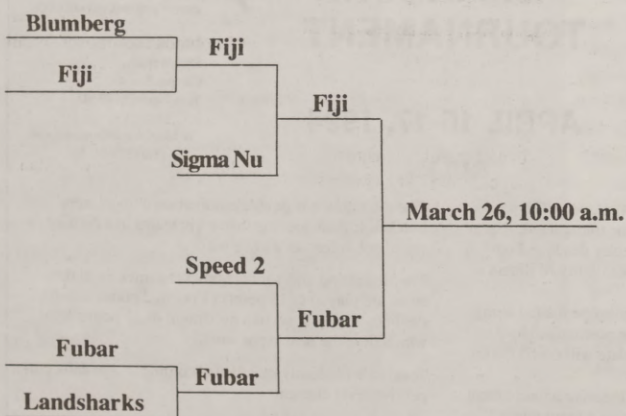 Blumberg
Fiji
Fiji
Fiji
Sigma Nu
March 26, 10:00 a.m.
Speed 2
Fubar
Fubar
Fubar
Landsharks